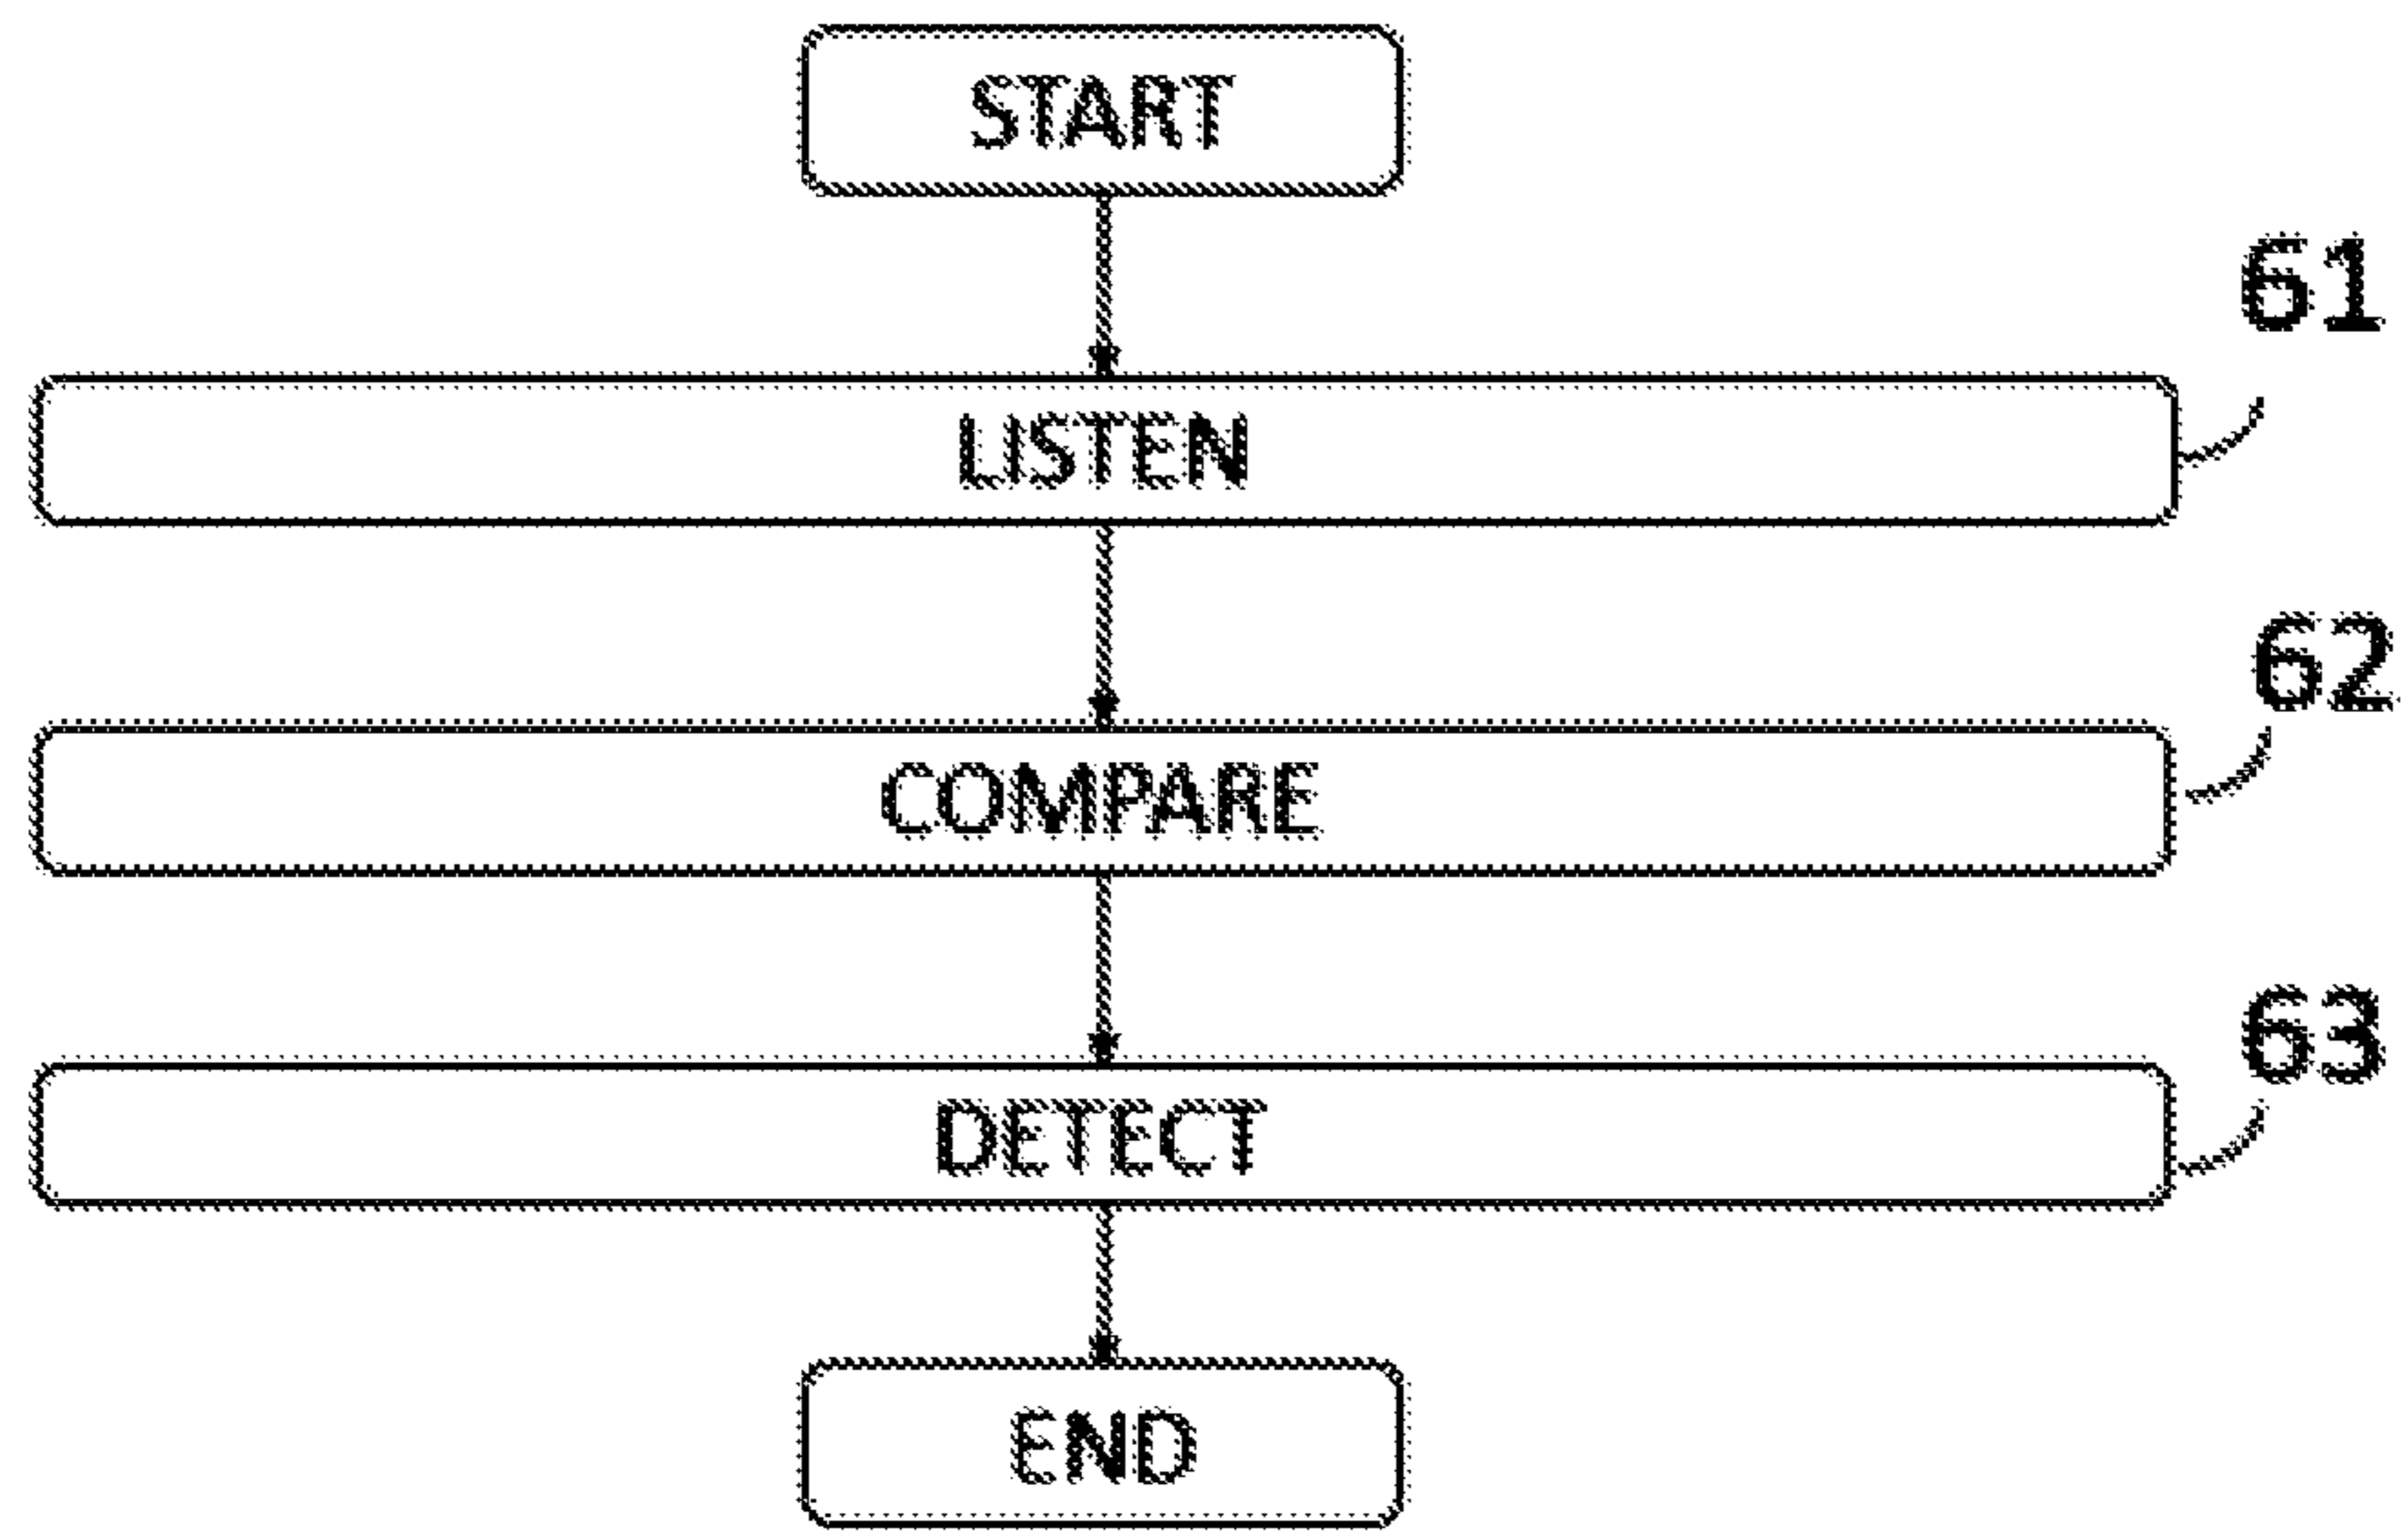 START
61
LISTEN
62
COMPARE
63
DETECT
END